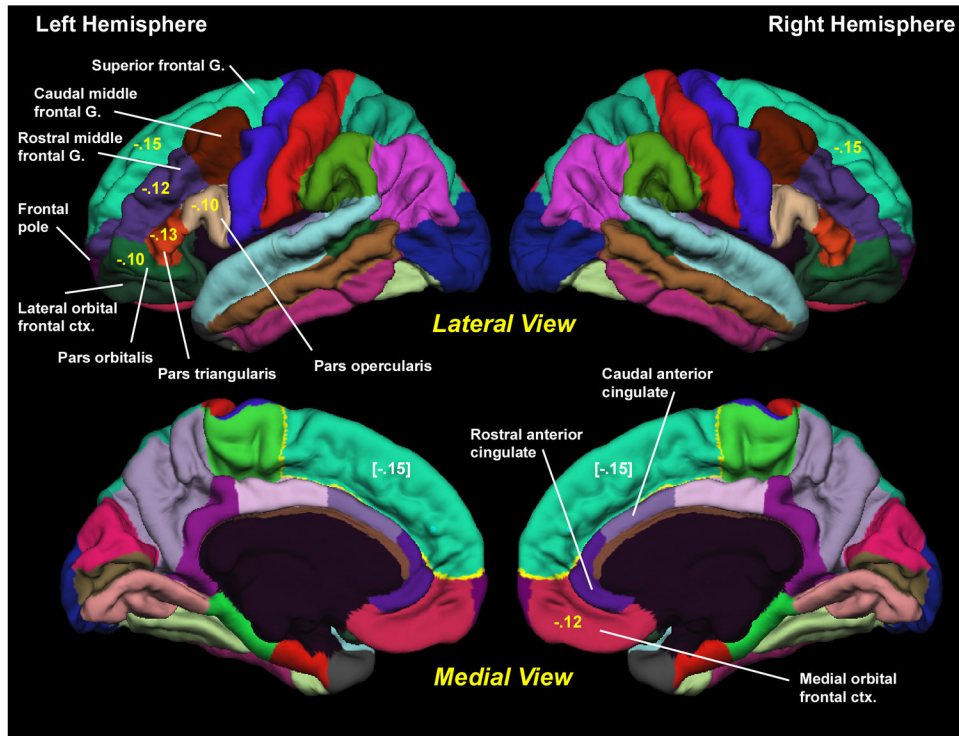 Left Hemisphere
Right Hemisphere
Superior frontal G.
Caudal middle
frontal G.
Rostral middle
frontal G.
-.15
-.15
-.12
-.10
Frontal
pole
-.13
-.10
Lateral orbital
frontal ctx.
Lateral View
Pars orbitalis
Pars triangularis
Pars opercularis
Caudal anterior
cingulate
Rostral anterior
cingulate
[-.15]
[-.15]
-.12
Medial View
Medial orbital
frontal ctx.